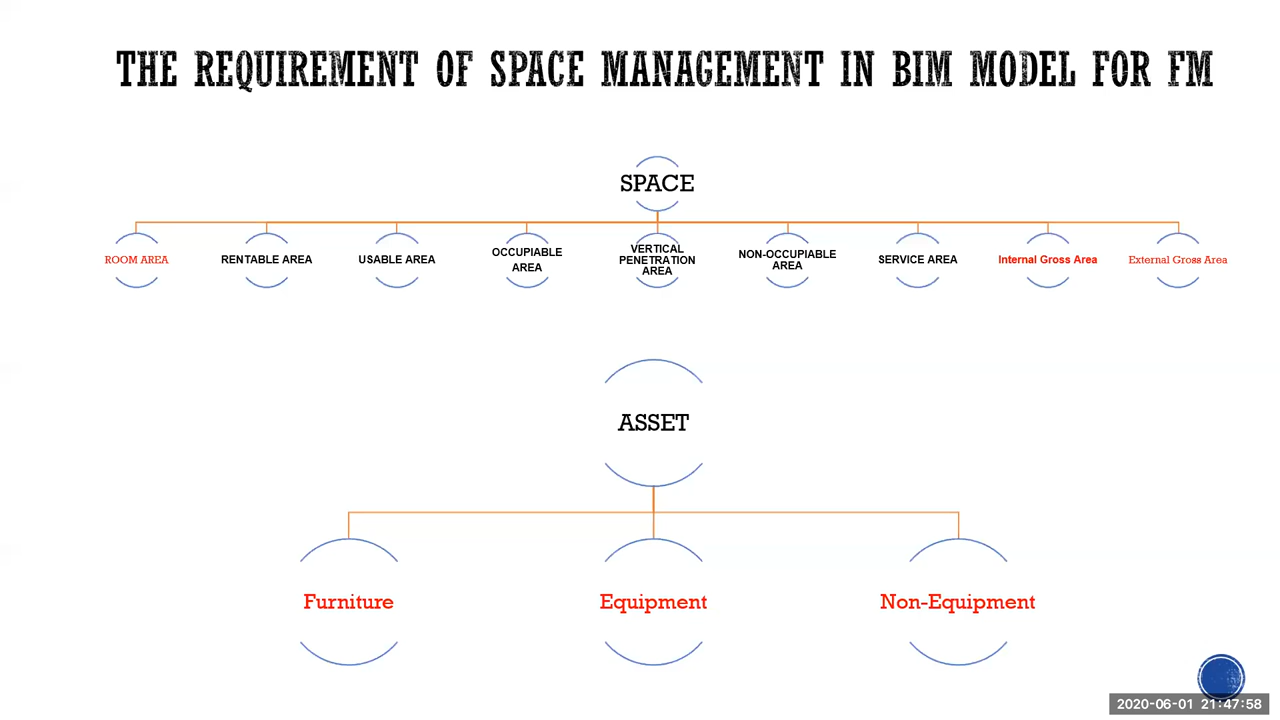 THE REQUIREMENT OF SPACE MANAGEMENT IN BIM MODEL FOR FM
SPACE
ROOM AREA
RENTABLE AREA
USABLE AREA
OCCUPIABLE
AREA
VERTICAL
PENETRATION
AREA
NON-OCCUPIABLE
AREA
SERVICE AREA
Internal Gross Area
External Gross Area
ASSET
Furniture
Equipment
Non-Equipment
2020-06-01 21:47:58